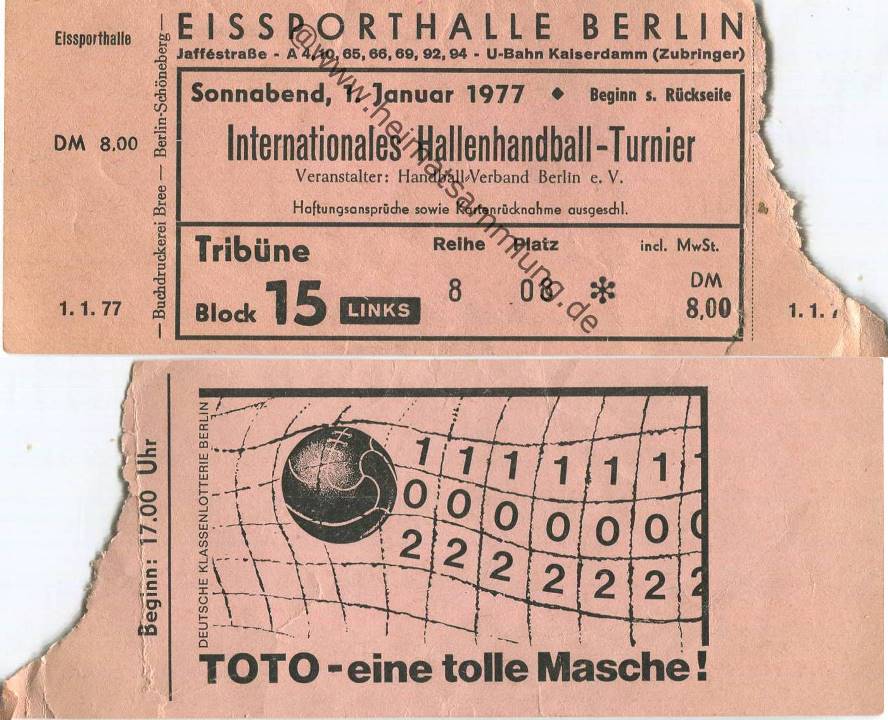 Eissporthalle
DM 8,00
1. 1. 77
— Buchdruckerei Bree — Berlin-Schöneberg —
EISSPORTHALLE BERLIN
Jafféstraße - A 4, 10, 65, 66, 69, 92, 94 - U-Bahn Kaiserdamm (Zubringer)
Sonnabend, 1. Januar 1977 ◆ Beginn s. Rückseite
Internationales Hallenhandball-Turnier
Veranstalter: Handball-Verband Berlin e. V.
Haftungsansprüche sowie Kartenrücknahme ausgeschl.
Tribüne
Block 15 LINKS
Reihe Platz
8 08 ✻
incl. MwSt.
DM
8,00
1. 1.
@www.heimatsammlung.de
Beginn: 17.00 Uhr
DEUTSCHE KLASSENLOTTERIE BERLIN
1 1 1 1 1 1 1
0 0 0 0 0 0 0
2 2 2 2 2 2 2
TOTO - eine tolle Masche!